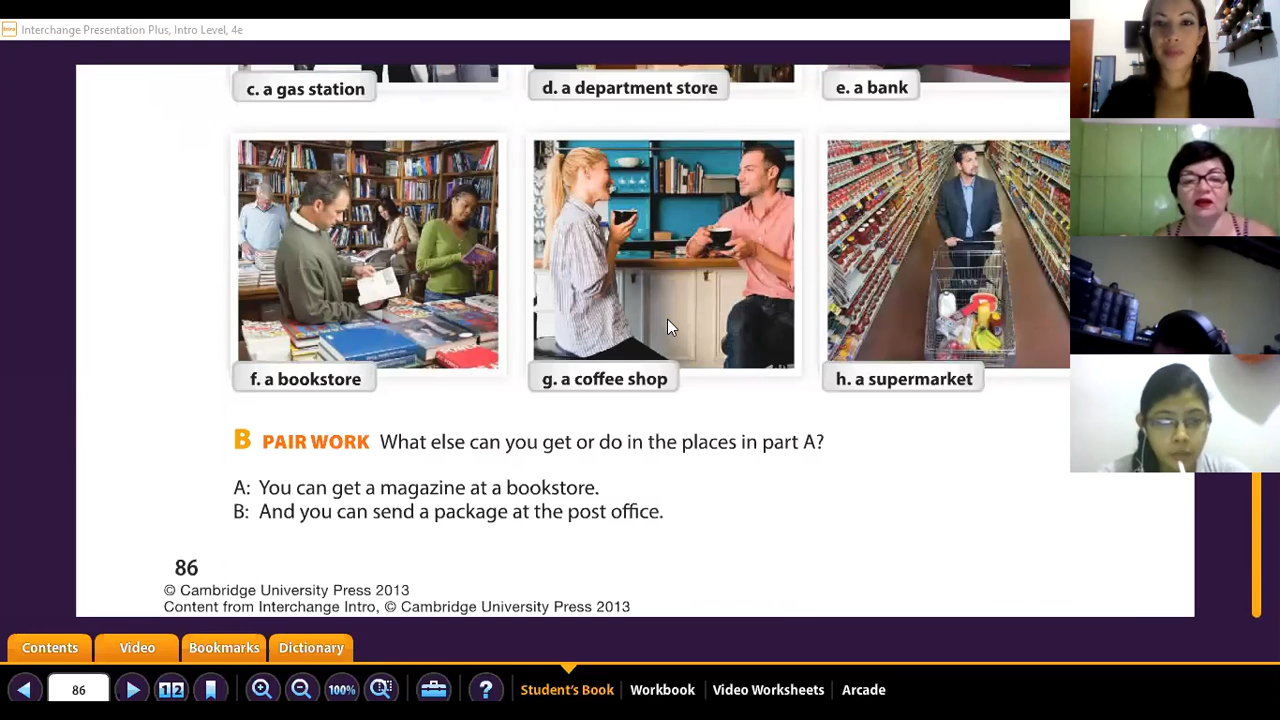 Interchange Presentation Plus, Intro Level, 4e
c. a gas station
d. a department store
e. a bank
f. a bookstore
g. a coffee shop
h. a supermarket
B PAIR WORK What else can you get or do in the places in part A?
A: You can get a magazine at a bookstore.
B: And you can send a package at the post office.
86
© Cambridge University Press 2013
Content from Interchange Intro, © Cambridge University Press 2013
Contents Video Bookmarks Dictionary
86 1 2 100% ? Student's Book Workbook Video Worksheets Arcade